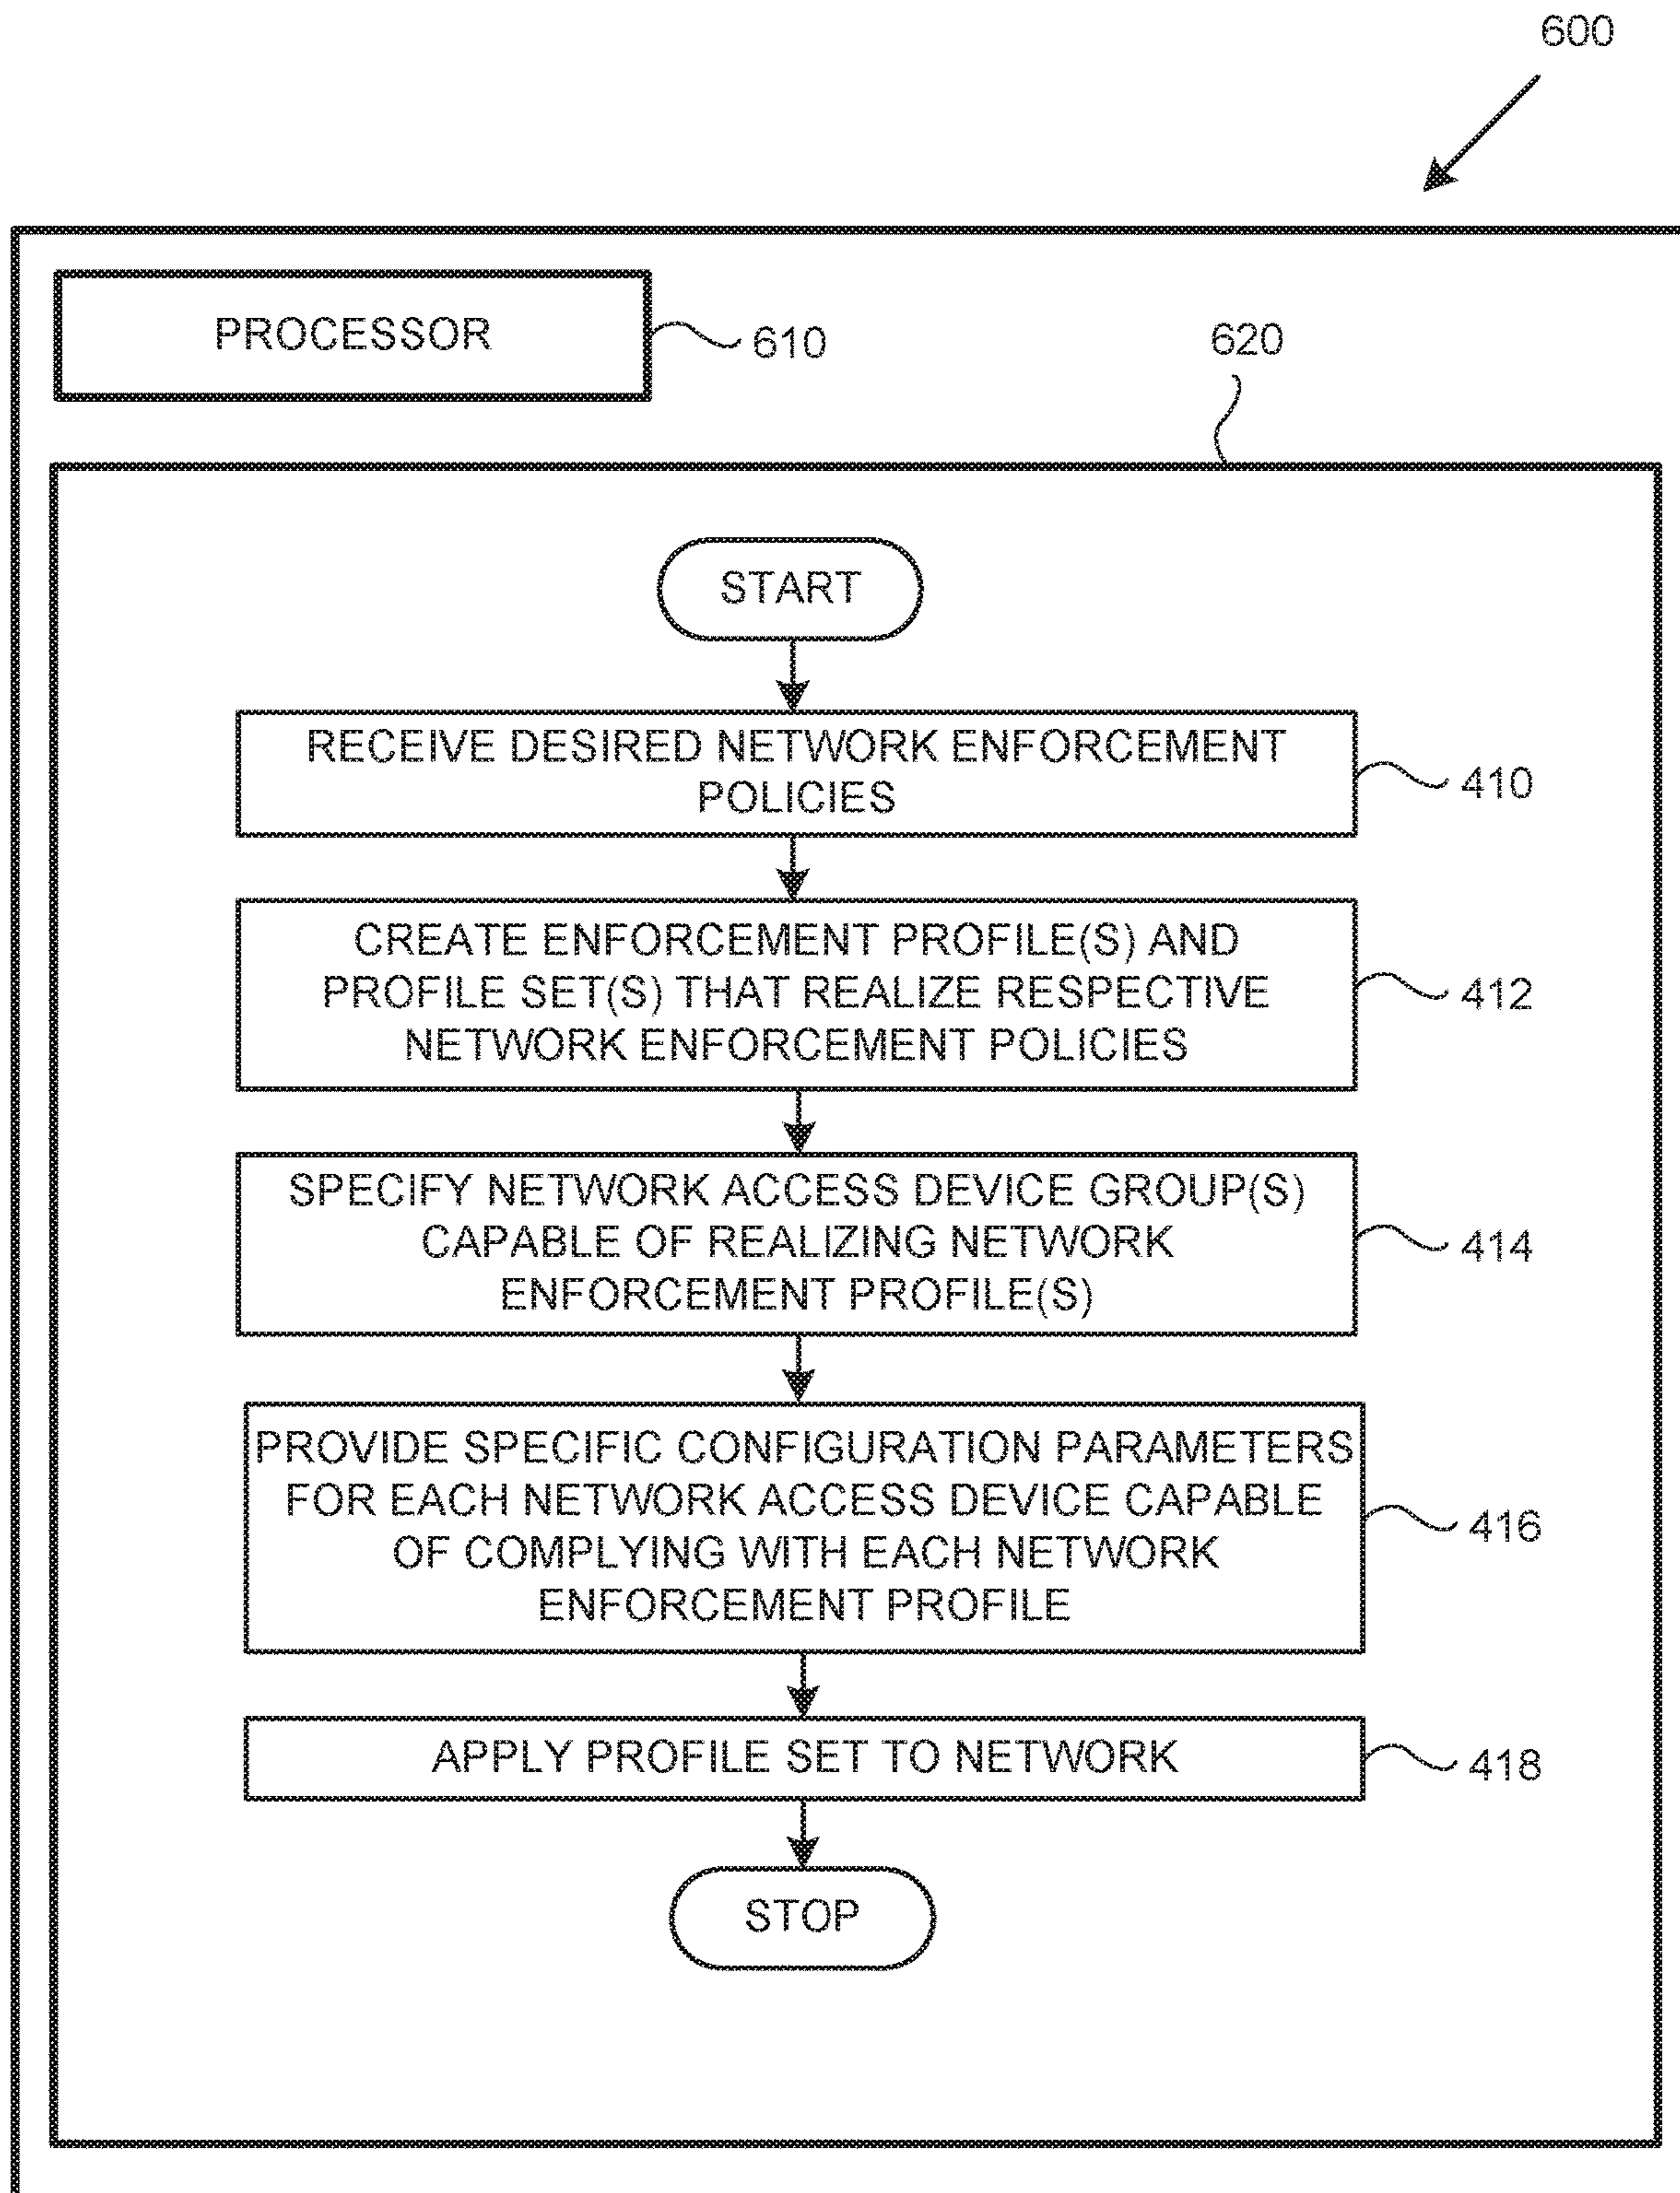 600
PROCESSOR
610
620
START
RECEIVE DESIRED NETWORK ENFORCEMENT
POLICIES
410
CREATE ENFORCEMENT PROFILE(S) AND
PROFILE SET(S) THAT REALIZE RESPECTIVE
NETWORK ENFORCEMENT POLICIES
412
SPECIFY NETWORK ACCESS DEVICE GROUP(S)
CAPABLE OF REALIZING NETWORK
ENFORCEMENT PROFILE(S)
414
PROVIDE SPECIFIC CONFIGURATION PARAMETERS
FOR EACH NETWORK ACCESS DEVICE CAPABLE
OF COMPLYING WITH EACH NETWORK
ENFORCEMENT PROFILE
416
APPLY PROFILE SET TO NETWORK
418
STOP